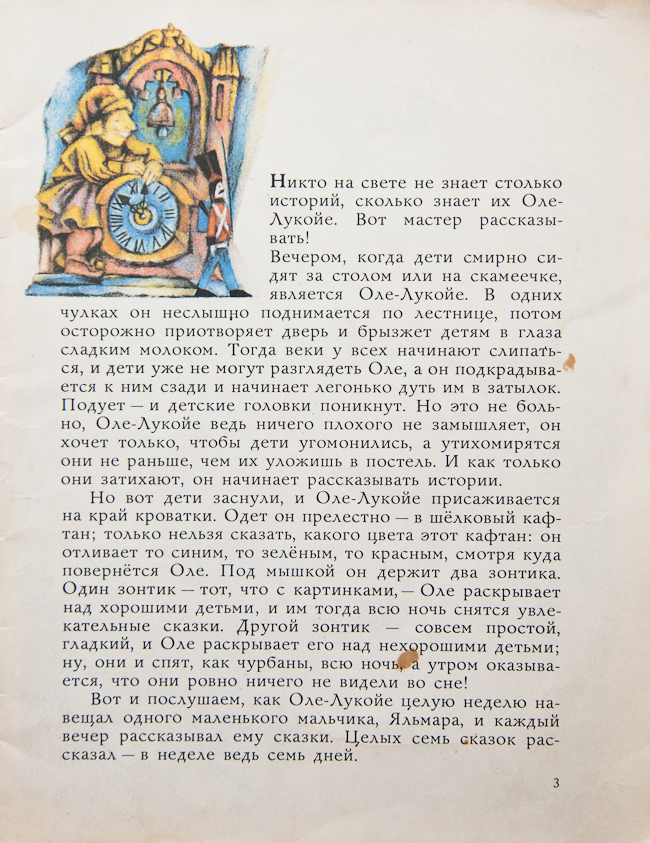 Никто на свете не знает столько
историй, сколько знает их Оле-
Лукойе. Вот мастер рассказы-
вать!
Вечером, когда дети смирно си-
дят за столом или на скамеечке,
является Оле-Лукойе. В одних
чулках он неслышно поднимается по лестнице, потом
осторожно приотворяет дверь и брызжет детям в глаза
сладким молоком. Тогда веки у всех начинают слипать-
ся, и дети уже не могут разглядеть Оле, а он подкрадыва-
ется к ним сзади и начинает легонько дуть им в затылок.
Подует — и детские головки поникнут. Но это не боль-
но, Оле-Лукойе ведь ничего плохого не замышляет, он
хочет только, чтобы дети угомонились, а утихомирятся
они не раньше, чем их уложишь в постель. И как только
они затихают, он начинает рассказывать истории.
Но вот дети заснули, и Оле-Лукойе присаживается
на край кроватки. Одет он прелестно — в шёлковый каф-
тан; только нельзя сказать, какого цвета этот кафтан: он
отливает то синим, то зелёным, то красным, смотря куда
повернётся Оле. Под мышкой он держит два зонтика.
Один зонтик — тот, что с картинками, — Оле раскрывает
над хорошими детьми, и им тогда всю ночь снятся увле-
кательные сказки. Другой зонтик — совсем простой,
гладкий, и Оле раскрывает его над нехорошими детьми;
ну, они и спят, как чурбаны, всю ночь, а утром оказыва-
ется, что они ровно ничего не видели во сне!
Вот и послушаем, как Оле-Лукойе целую неделю на-
вещал одного маленького мальчика, Яльмара, и каждый
вечер рассказывал ему сказки. Целых семь сказок рас-
сказал — в неделе ведь семь дней.
3